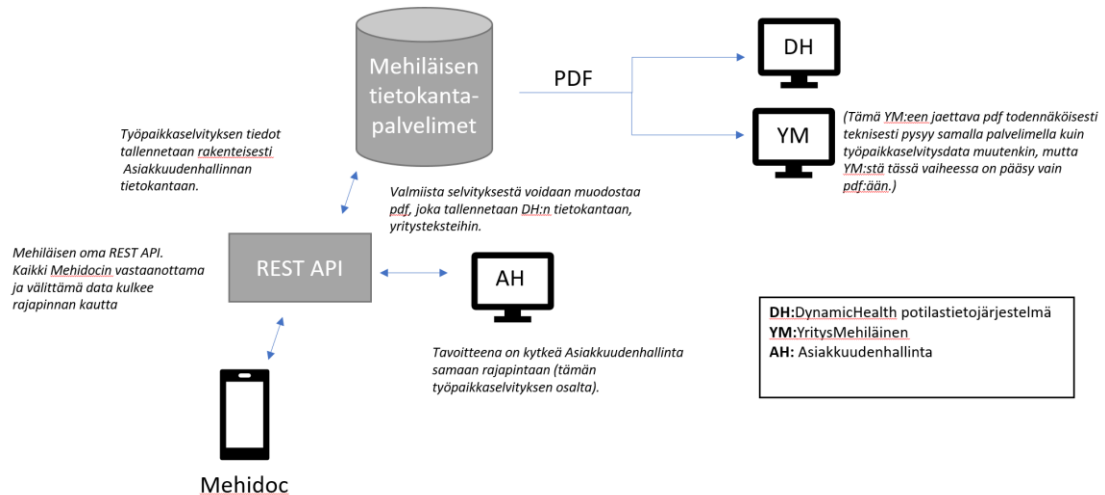 Mehiläisen
tietokanta-
palvelimet
PDF
DH
YM
(Tämä YM:een jaettava pdf todennäköisesti
teknisesti pysyy samalla palvelimella kuin
työpaikkaselvitysdata muutenkin, mutta
YM:stä tässä vaiheessa on pääsy vain
pdf:ään.)
Työpaikkaselvityksen tiedot
tallennetaan rakenteisesti
Asiakkuudenhallinnan
tietokantaan.
Valmiista selvityksestä voidaan muodostaa
pdf, joka tallennetaan DH:n tietokantaan,
yritysteksteihin.
Mehiläisen oma REST API.
Kaikki Mehidocin vastaanottama
ja välittämä data kulkee
rajapinnan kautta
REST API
AH
Tavoitteena on kytkeä Asiakkuudenhallinta
samaan rajapintaan (tämän
työpaikkaselvityksen osalta).
DH:DynamicHealth potilastietojärjestelmä
YM:YritysMehiläinen
AH: Asiakkuudenhallinta
Mehidoc